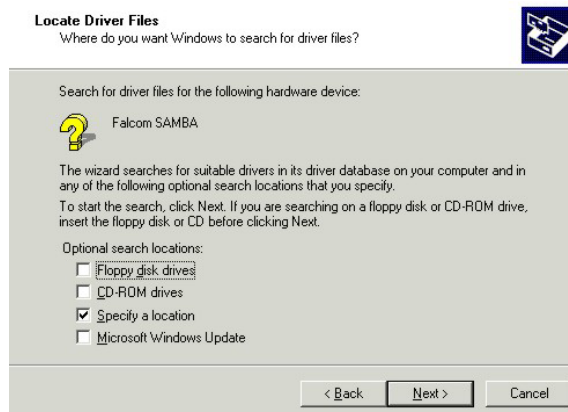 Locate Driver Files
Where do you want Windows to search for driver files?
Search for driver files for the following hardware device:
Falcom SAMBA
The wizard searches for suitable drivers in its driver database on your computer and in
any of the following optional search locations that you specify.
To start the search, click Next. If you are searching on a floppy disk or CD-ROM drive,
insert the floppy disk or CD before clicking Next.
Optional search locations:
Floppy disk drives
CD-ROM drives
Specify a location
Microsoft Windows Update
< Back
Next >
Cancel